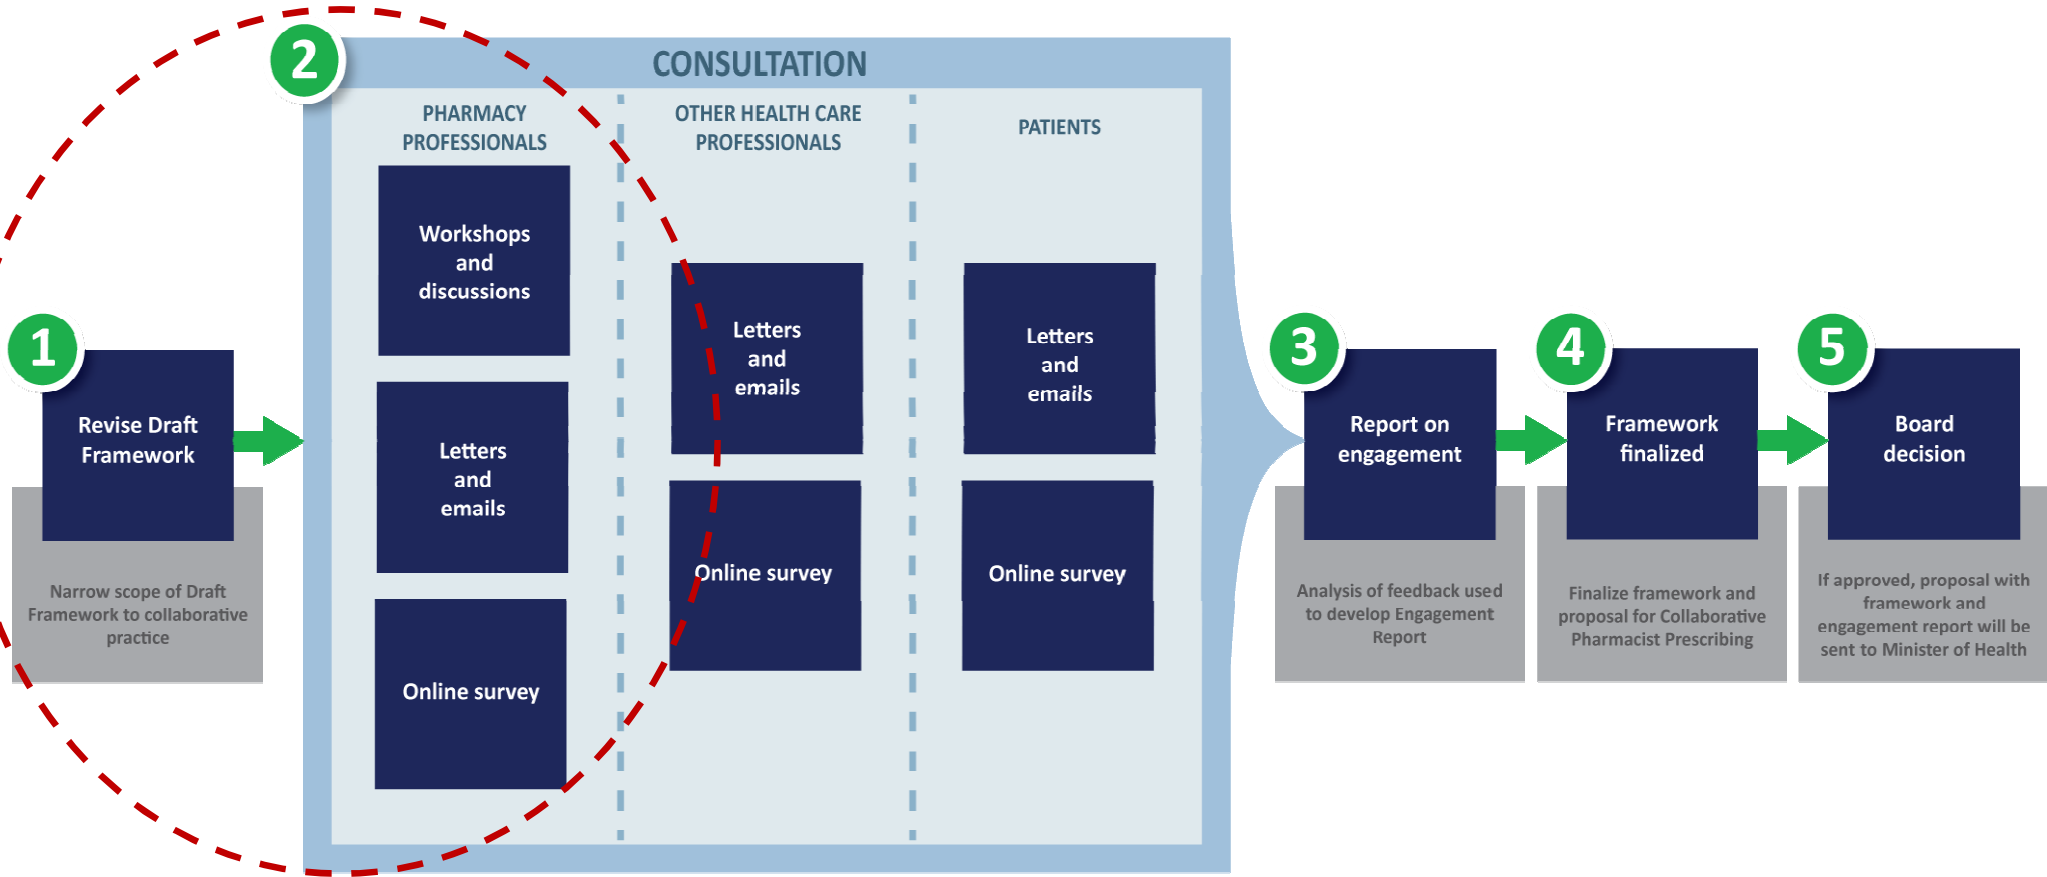 1
Revise Draft
Framework
Narrow scope of Draft
Framework to collaborative
practice
2
CONSULTATION
PHARMACY
PROFESSIONALS
Workshops
and
discussions
Letters
and
emails
Online survey
OTHER HEALTH CARE
PROFESSIONALS
Letters
and
emails
Online survey
PATIENTS
Letters
and
emails
Online survey
3
Report on
engagement
Analysis of feedback used
to develop Engagement
Report
4
Framework
finalized
Finalize framework and
proposal for Collaborative
Pharmacist Prescribing
5
Board
decision
If approved, proposal with
framework and
engagement report will be
sent to Minister of Health